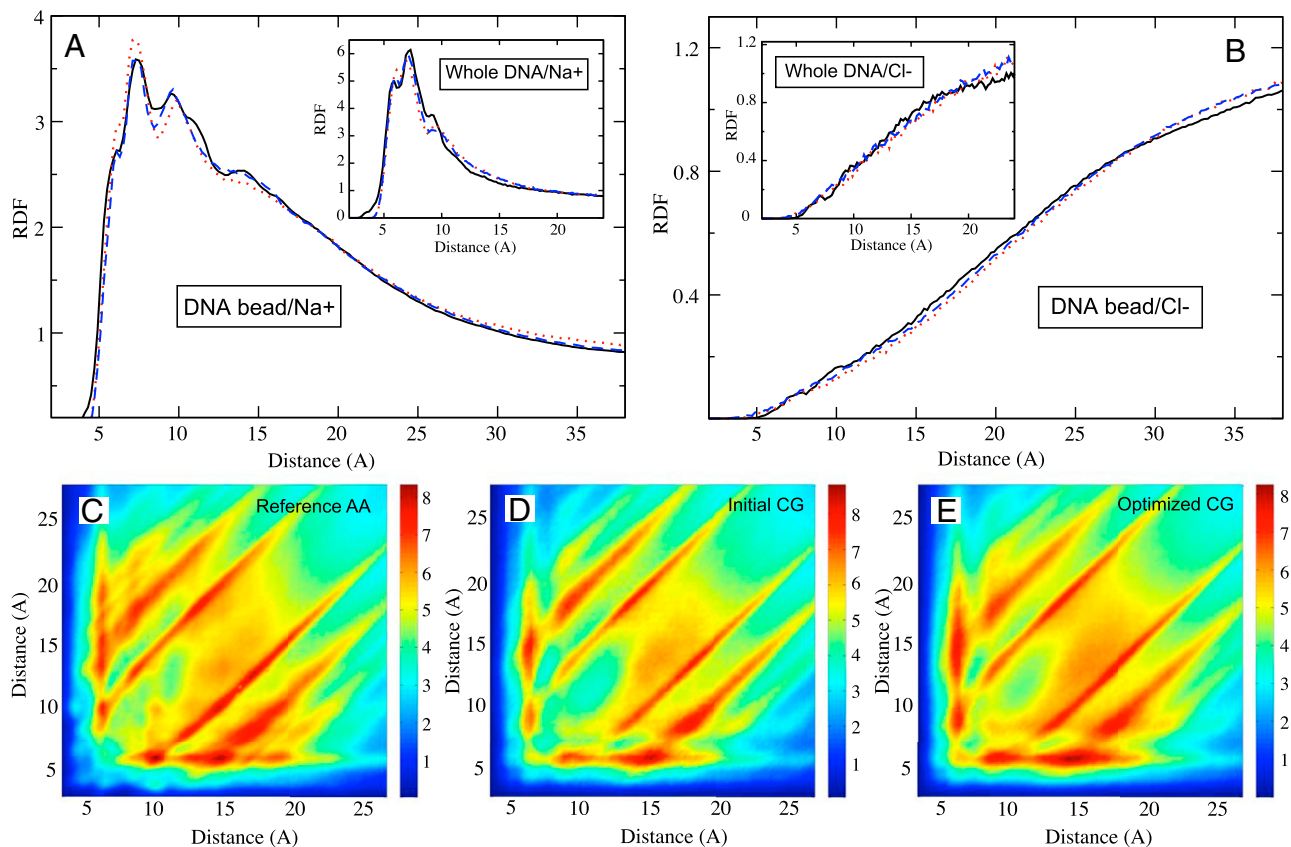 A
4
3
2
1
RDF
5 10 15 20 25 30 35
Distance (A)
DNA bead/Na+
Whole DNA/Na+
6
5
4
3
2
1
0
RDF
5 10 15 20
Distance (A)
B
1.2
0.8
0.4
RDF
5 10 15 20 25 30 35
Distance (A)
DNA bead/Cl-
Whole DNA/Cl-
1.2
0.8
0.4
0
RDF
5 10 15 20
Distance (A)
C
Reference AA
25
20
15
10
5
Distance (A)
5 10 15 20 25
Distance (A)
8
7
6
5
4
3
2
1
D
Initial CG
25
20
15
10
5
Distance (A)
5 10 15 20 25
Distance (A)
8
7
6
5
4
3
2
1
E
Optimized CG
25
20
15
10
5
Distance (A)
5 10 15 20 25
Distance (A)
8
7
6
5
4
3
2
1